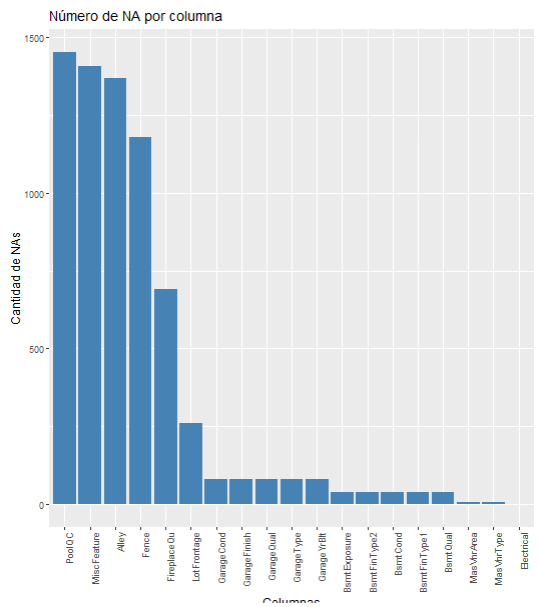 Número de NA por columna
Cantidad de NAs
1500
1000
500
0
PoolQC
MiscFeature
Alley
Fence
FireplaceQu
LotFrontage
GarageCond
GarageFinish
GarageQual
GarageType
GarageYrBlt
BsmtExposure
BsmtFinType2
BsmtCond
BsmtFinType1
BsmtQual
MasVnrArea
MasVnrType
Electrical
Columnas